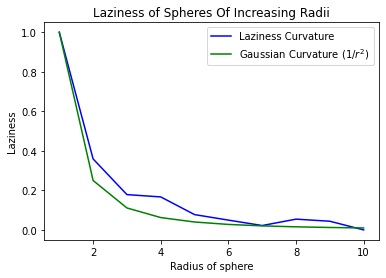 Laziness of Spheres Of Increasing Radii
Laziness Curvature
Gaussian Curvature (1/r²)
Laziness
1.0
0.8
0.6
0.4
0.2
0.0
2 4 6 8 10
Radius of sphere